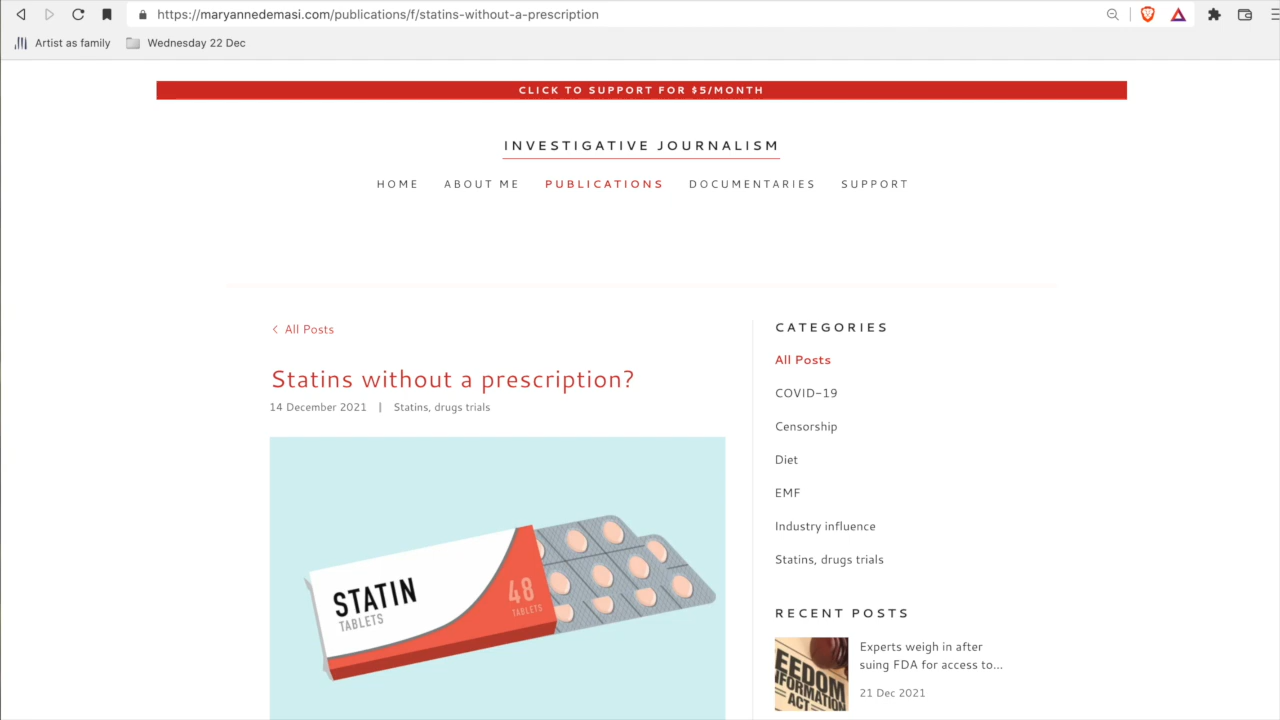 https://maryannedemasi.com/publications/f/statins-without-a-prescription
Artist as family
Wednesday 22 Dec
CLICK TO SUPPORT FOR $5/MONTH
INVESTIGATIVE JOURNALISM
HOME ABOUT ME PUBLICATIONS DOCUMENTARIES SUPPORT
All Posts
Statins without a prescription?
14 December 2021 | Statins, drugs trials
STATIN
TABLETS
48
TABLETS
CATEGORIES
All Posts
COVID-19
Censorship
Diet
EMF
Industry influence
Statins, drugs trials
RECENT POSTS
EEDOM
FORMATION
ACT
Experts weigh in after
suing FDA for access to...
21 Dec 2021